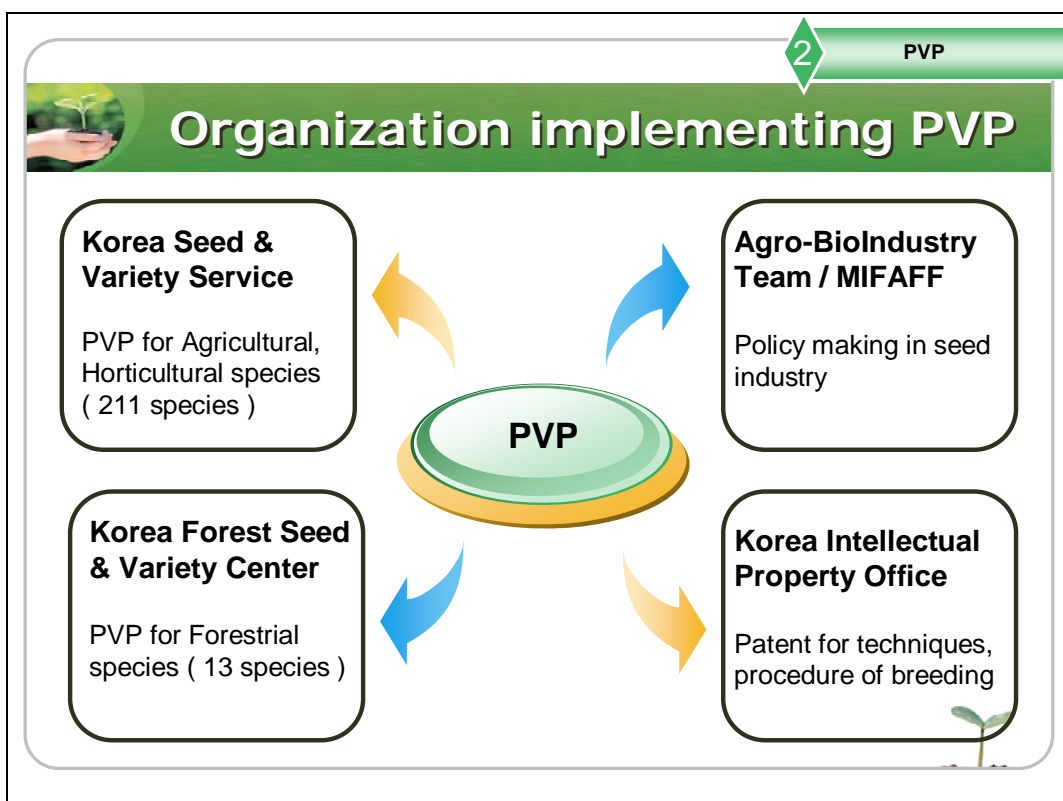 2
PVP
Organization implementing PVP
Korea Seed &
Variety Service
PVP for Agricultural,
Horticultural species
( 211 species )
Agro-BioIndustry
Team / MIFAFF
Policy making in seed
industry
PVP
Korea Forest Seed
& Variety Center
PVP for Forestrial
species ( 13 species )
Korea Intellectual
Property Office
Patent for techniques,
procedure of breeding